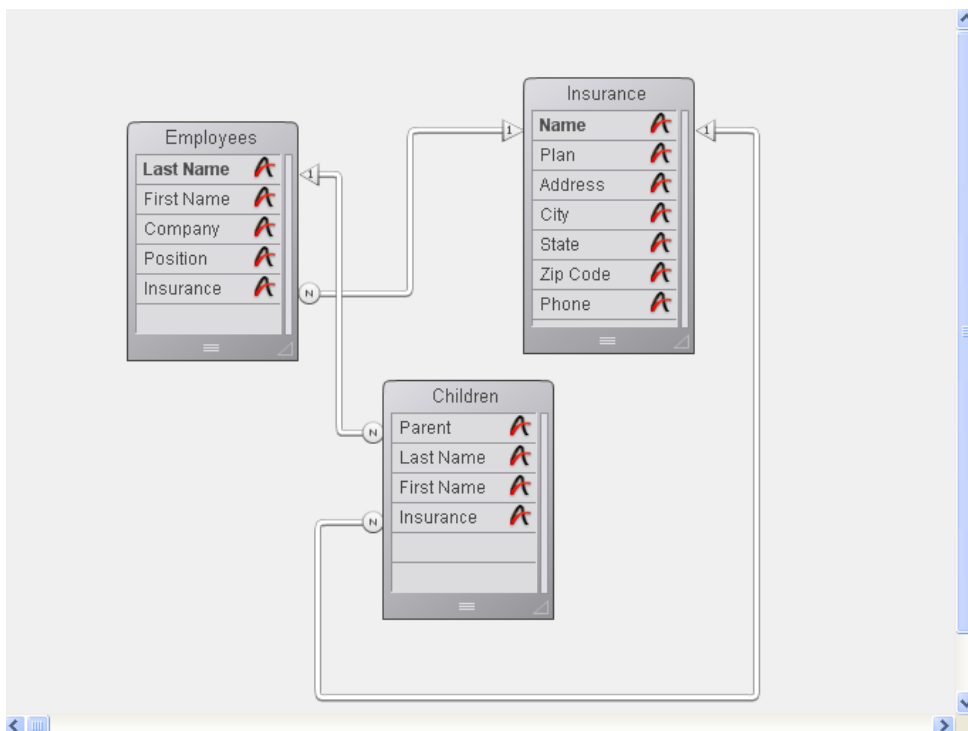 Employees
Last Name
First Name
Company
Position
Insurance
1
N
Insurance
Name
Plan
Address
City
State
Zip Code
Phone
1
1
Children
Parent
Last Name
First Name
Insurance
N
N